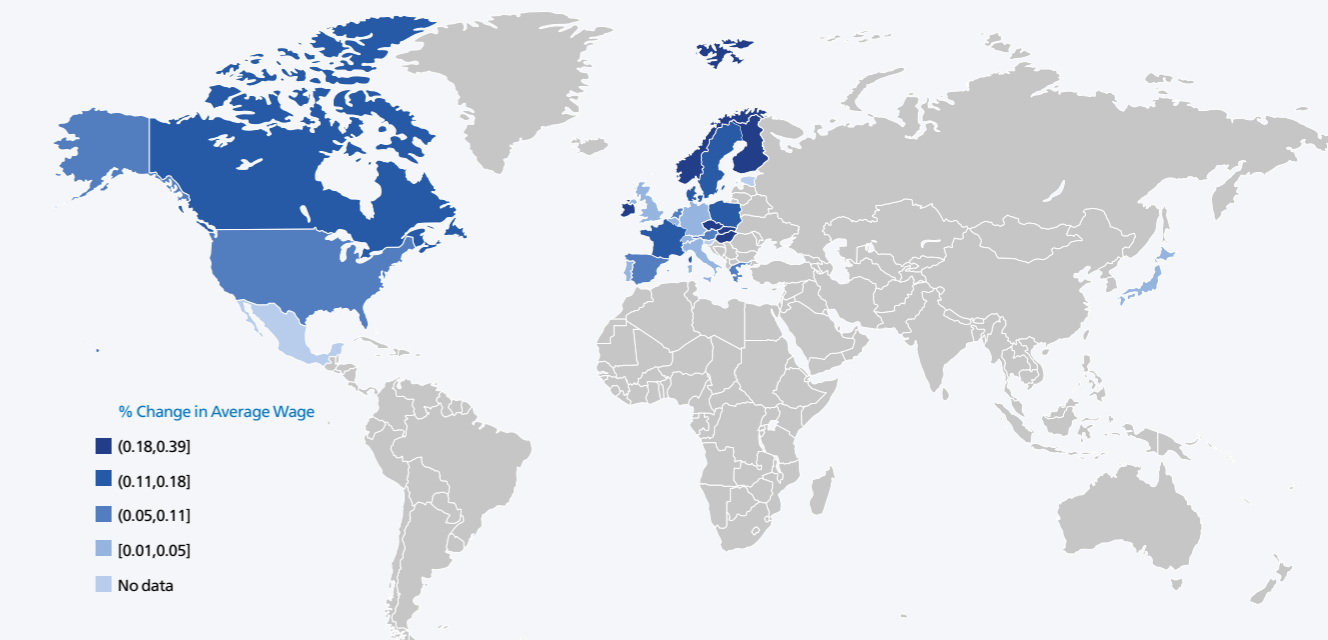 % Change in Average Wage
(0.18,0.39]
(0.11,0.18]
(0.05,0.11]
[0.01,0.05]
No data